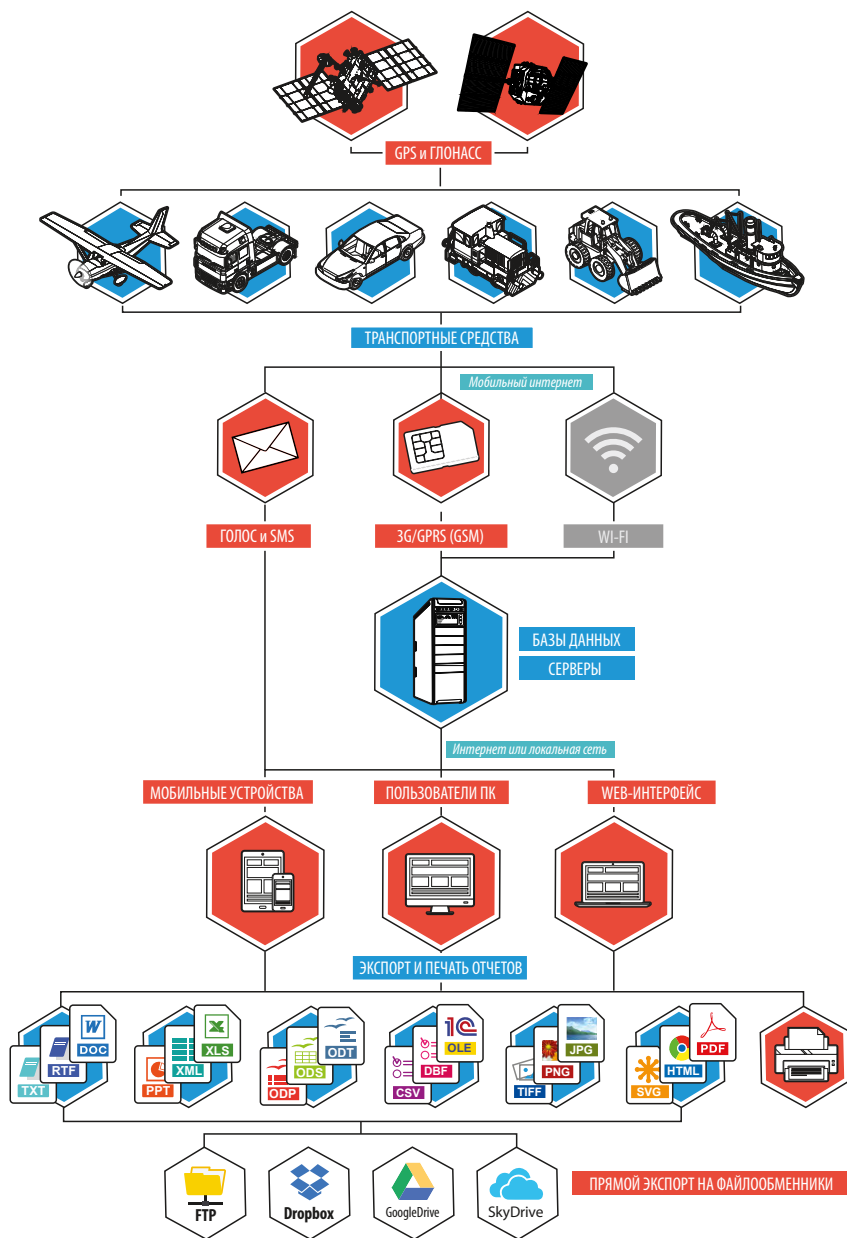 GPS и ГЛОНАСС
ТРАНСПОРТНЫЕ СРЕДСТВА
Мобильный интернет
ГОЛОС и SMS
3G/GPRS (GSM)
WI-FI
БАЗЫ ДАННЫХ
СЕРВЕРЫ
Интернет или локальная сеть
МОБИЛЬНЫЕ УСТРОЙСТВА
ПОЛЬЗОВАТЕЛИ ПК
WEB-ИНТЕРФЕЙС
ЭКСПОРТ И ПЕЧАТЬ ОТЧЕТОВ
W
DOC
RTF
TXT
X
XLS
XML
P
PPT
ODT
ODS
ODP
1C
OLE
DBF
CSV
JPG
PNG
TIFF
PDF
HTML
SVG
FTP
Dropbox
GoogleDrive
SkyDrive
ПРЯМОЙ ЭКСПОРТ НА ФАЙЛООБМЕННИКИ